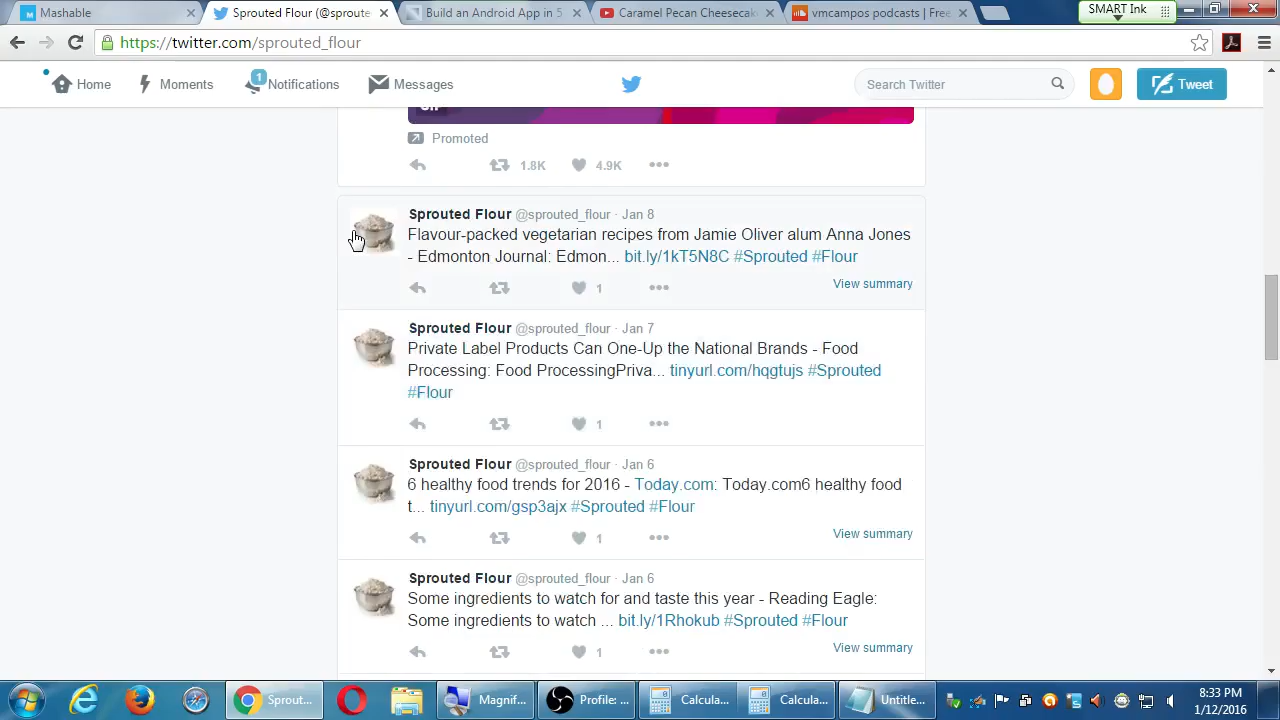 Mashable
Sprouted Flour (@sproute
Build an Android App in 5
Caramel Pecan Cheesecak
vmcampos podcasts | Free
SMART Ink
https://twitter.com/sprouted_flour
Home
Moments
1
Notifications
Messages
Search Twitter
Tweet
Promoted
1.8K
4.9K
Sprouted Flour @sprouted_flour · Jan 8
Flavour-packed vegetarian recipes from Jamie Oliver alum Anna Jones
- Edmonton Journal: Edmon... bit.ly/1kT5N8C #Sprouted #Flour
1
View summary
Sprouted Flour @sprouted_flour · Jan 7
Private Label Products Can One-Up the National Brands - Food
Processing: Food ProcessingPriva... tinyurl.com/hqgtujs #Sprouted
#Flour
1
Sprouted Flour @sprouted_flour · Jan 6
6 healthy food trends for 2016 - Today.com: Today.com6 healthy food
t... tinyurl.com/gsp3ajx #Sprouted #Flour
1
View summary
Sprouted Flour @sprouted_flour · Jan 6
Some ingredients to watch for and taste this year - Reading Eagle:
Some ingredients to watch ... bit.ly/1Rhokub #Sprouted #Flour
1
View summary
Sprout...
Magnif...
Profile: ...
Calcula...
Calcula...
Untitle...
8:33 PM
1/12/2016